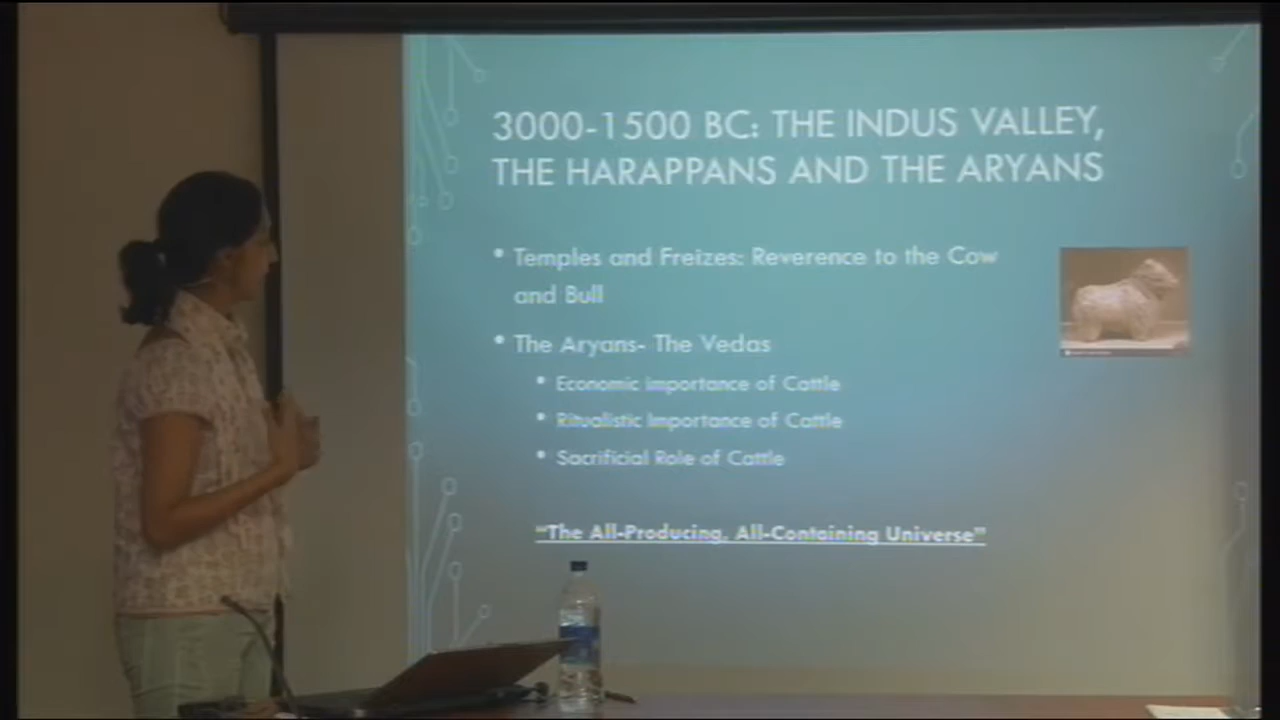 3000-1500 BC: THE INDUS VALLEY,
THE HARAPPANS AND THE ARYANS
• Temples and Freizes: Reverence to the Cow
and Bull
• The Aryans- The Vedas
• Economic importance of Cattle
• Ritualistic Importance of Cattle
• Sacrificial Role of Cattle
“The All-Producing, All-Containing Universe”